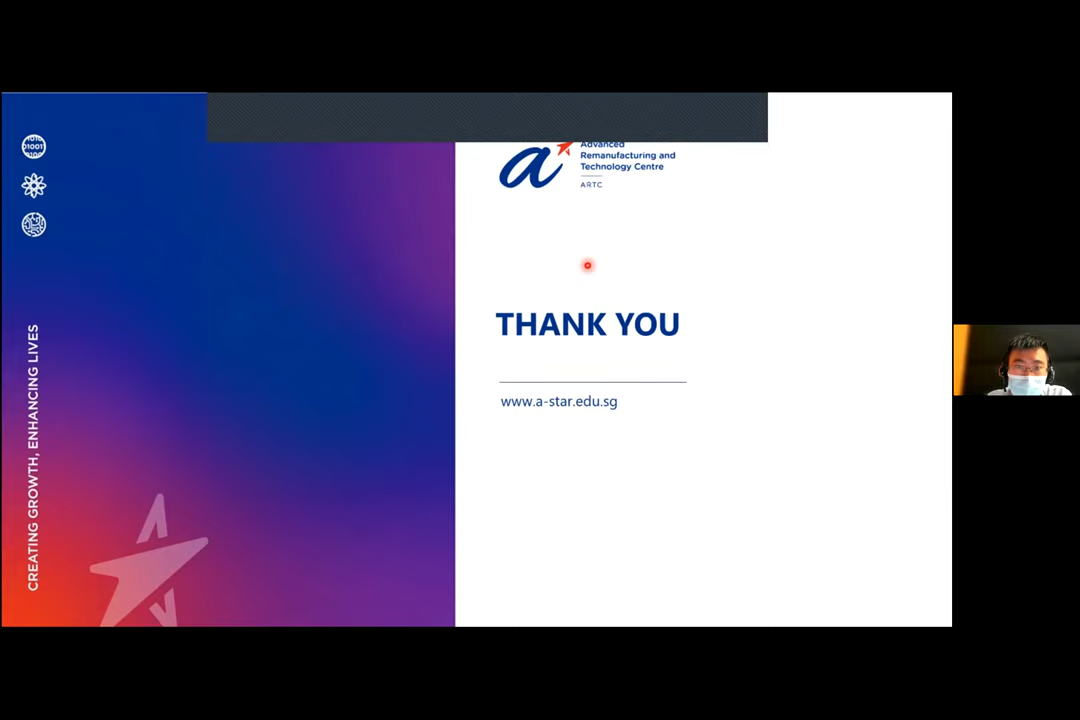 CREATING GROWTH, ENHANCING LIVES
Advanced
Remanufacturing and
Technology Centre
ARTC
THANK YOU
www.a-star.edu.sg